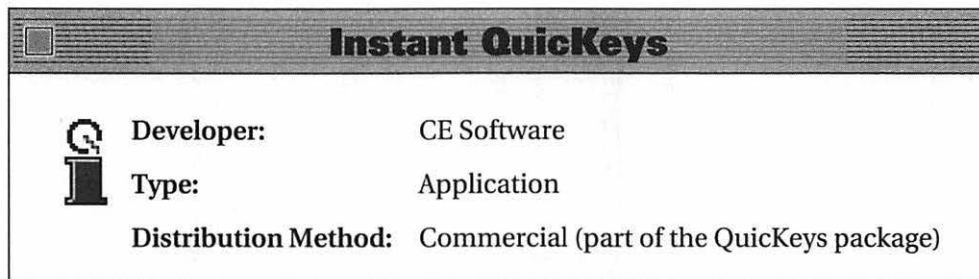 Instant QuicKeys
Developer: CE Software
Type: Application
Distribution Method: Commercial (part of the QuicKeys package)